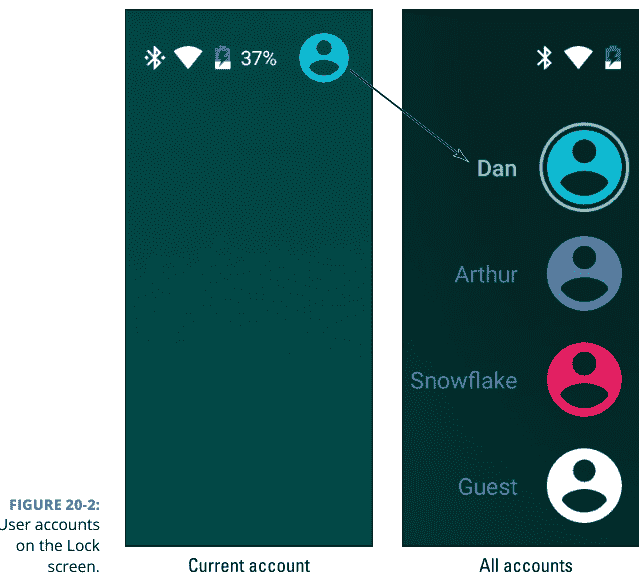 37%
Dan
Arthur
Snowflake
Guest
FIGURE 20-2:
User accounts
on the Lock
screen.
Current account
All accounts